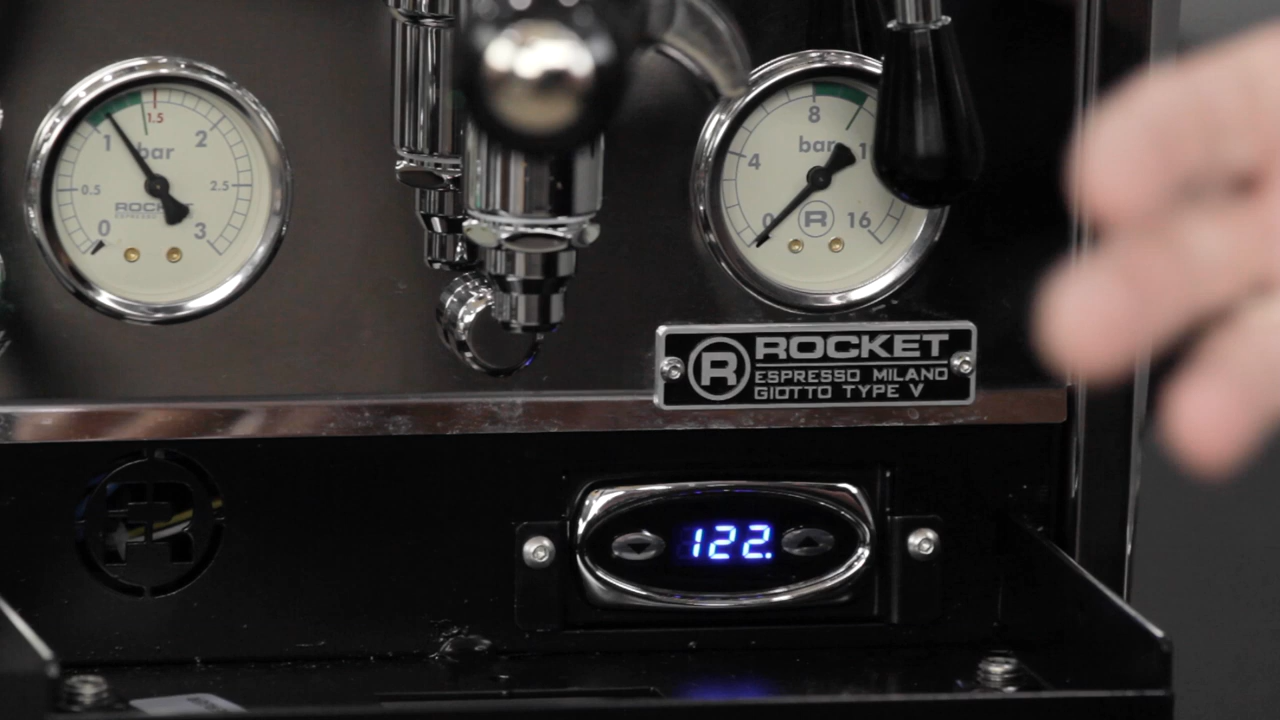 1.5
1
2
bar
0.5
2.5
ROCKET
ESPRESSO
0
3
8
bar
4
0
R
16
R
ROCKET
ESPRESSO MILANO
GIOTTO TYPE V
R
122.